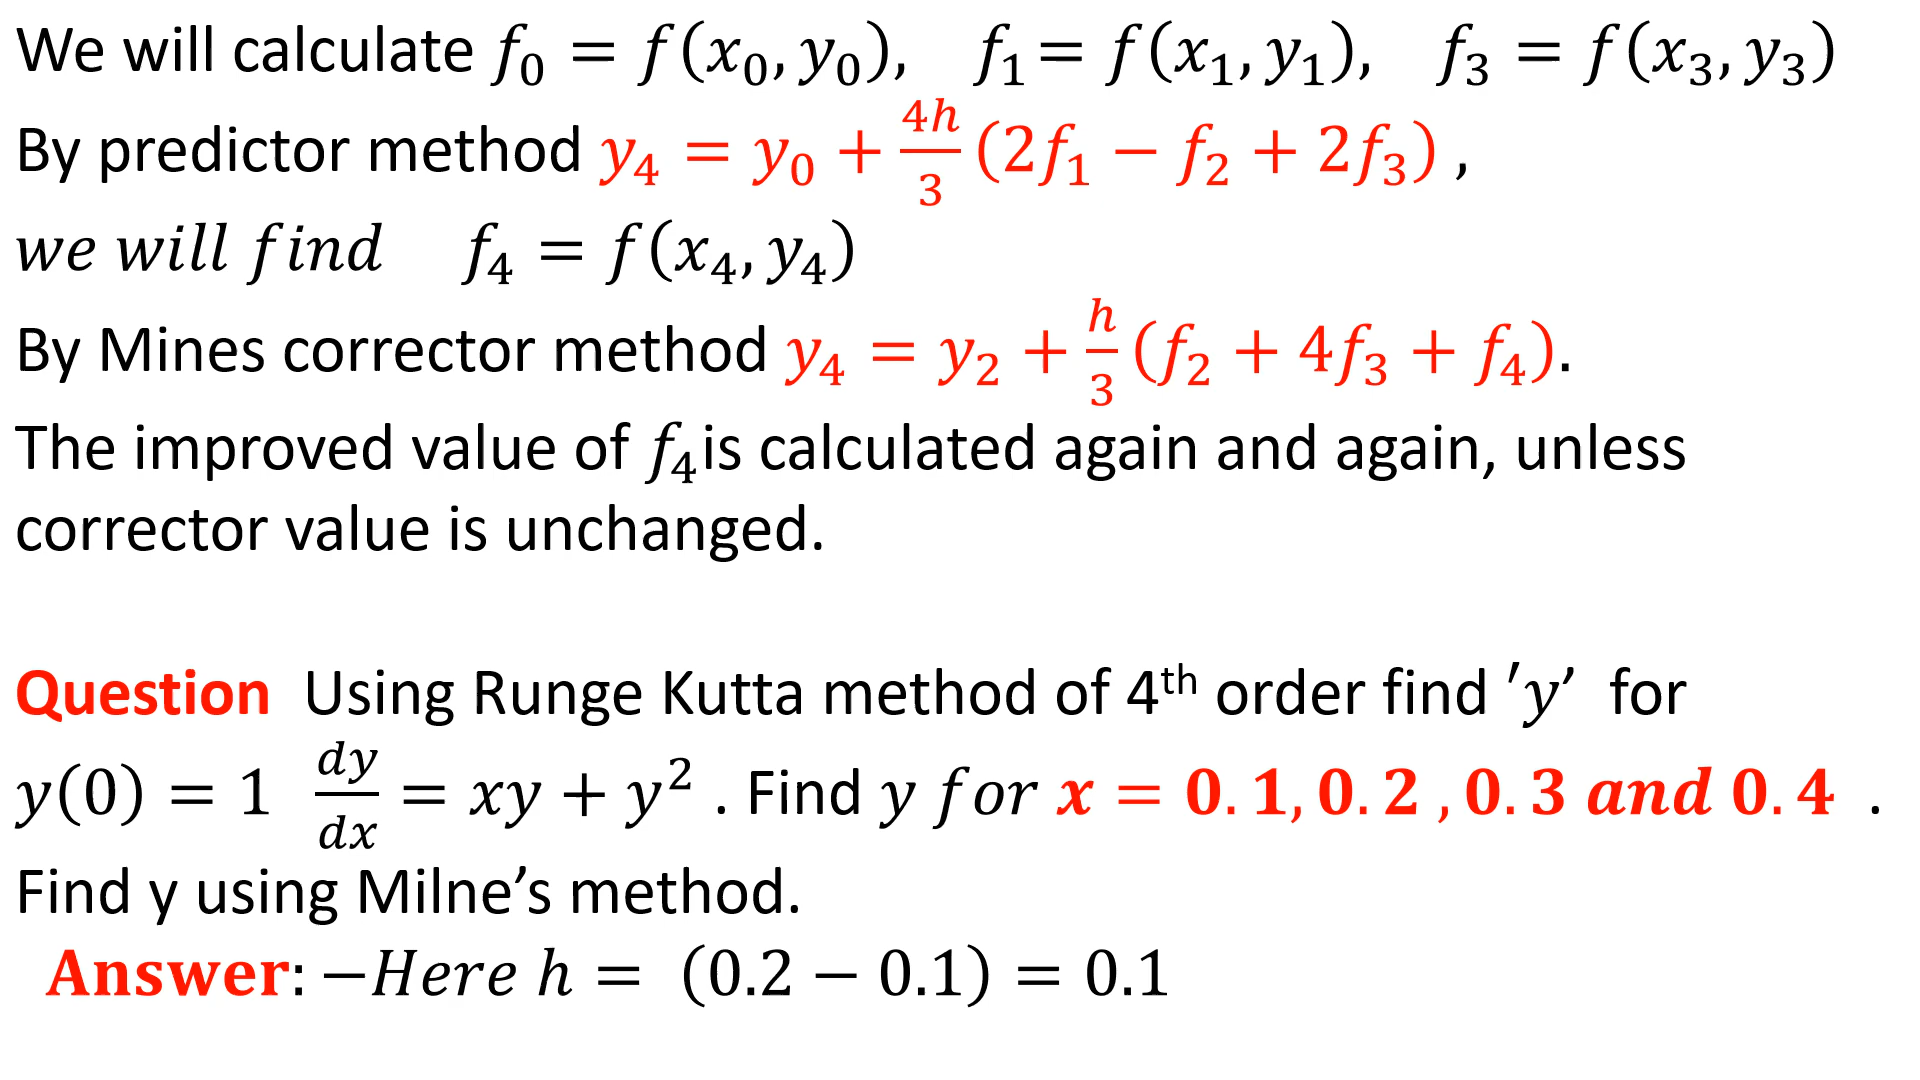 We will calculate f₀ = f(x₀, y₀), f₁ = f(x₁, y₁), f₃ = f(x₃, y₃)
By predictor method y₄ = y₀ + 4h/3 (2f₁ − f₂ + 2f₃) ,
we will find f₄ = f(x₄, y₄)
By Mines corrector method y₄ = y₂ + h/3 (f₂ + 4f₃ + f₄).
The improved value of f₄ is calculated again and again, unless
corrector value is unchanged.
Question Using Runge Kutta method of 4ᵗʰ order find ′y’ for
y(0) = 1 dy/dx = xy + y² . Find y for x = 0.1, 0.2 , 0.3 and 0.4 .
Find y using Milne’s method.
Answer: −Here h = (0.2 − 0.1) = 0.1